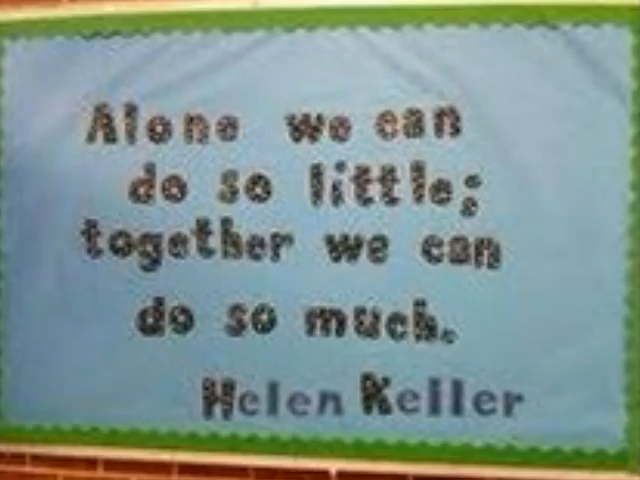 Alone we can
do so little;
together we can
do so much.
Helen Keller